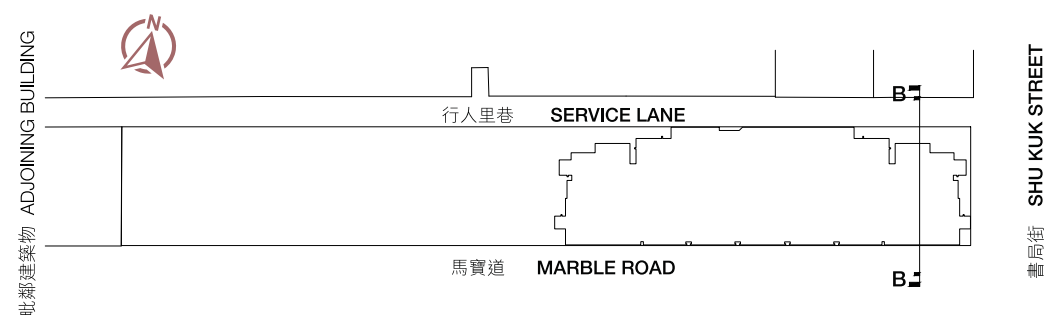 N
毗鄰建築物 ADJOINING BUILDING
行人里巷 SERVICE LANE
B
馬寶道 MARBLE ROAD
B
書局街 SHU KUK STREET